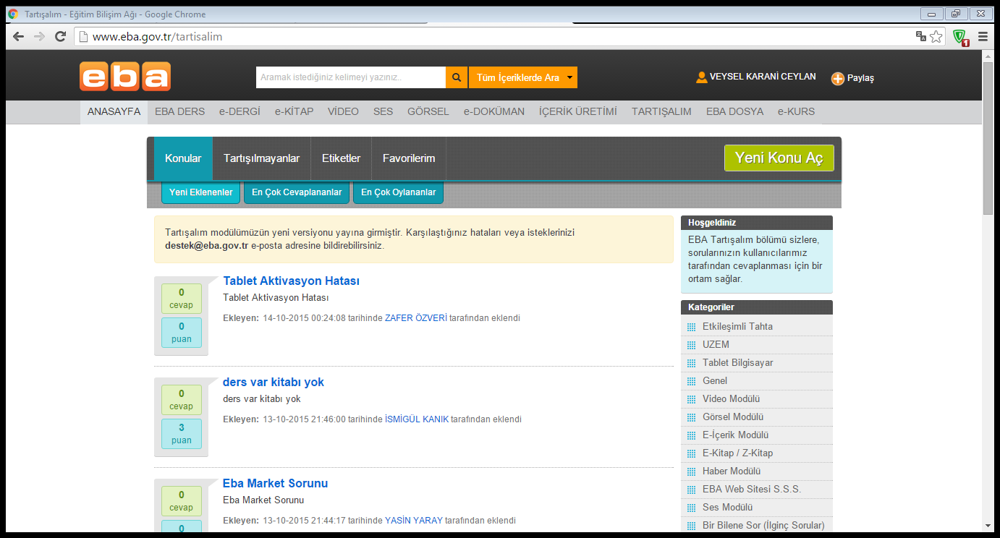 Tartışalım - Eğitim Bilişim Ağı - Google Chrome
www.eba.gov.tr/tartisalim
1
eba
Aramak istediğiniz kelimeyi yazınız..
Tüm İçeriklerde Ara
VEYSEL KARANİ CEYLAN
Paylaş
ANASAYFA EBA DERS e-DERGİ e-KİTAP VİDEO SES GÖRSEL e-DOKÜMAN İÇERİK ÜRETİMİ TARTIŞALIM EBA DOSYA e-KURS
Konular Tartışılmayanlar Etiketler Favorilerim
Yeni Konu Aç
Yeni Eklenenler En Çok Cevaplananlar En Çok Oylananlar
Tartışalım modülümüzün yeni versiyonu yayına girmiştir. Karşılaştığınız hataları veya isteklerinizi
destek@eba.gov.tr e-posta adresine bildirebilirsiniz.
0
cevap
0
puan
Tablet Aktivasyon Hatası
Tablet Aktivasyon Hatası
Ekleyen: 14-10-2015 00:24:08 tarihinde ZAFER ÖZVERİ tarafından eklendi
0
cevap
3
puan
ders var kitabı yok
ders var kitabı yok
Ekleyen: 13-10-2015 21:46:00 tarihinde İSMİGÜL KANIK tarafından eklendi
0
cevap
0
Eba Market Sorunu
Eba Market Sorunu
Ekleyen: 13-10-2015 21:44:17 tarihinde YASİN YARAY tarafından eklendi
Hoşgeldiniz
EBA Tartışalım bölümü sizlere,
sorularınızın kullanıcılarımız
tarafından cevaplanması için bir
ortam sağlar.
Kategoriler
Etkileşimli Tahta
UZEM
Tablet Bilgisayar
Genel
Video Modülü
Görsel Modülü
E-İçerik Modülü
E-Kitap / Z-Kitap
Haber Modülü
EBA Web Sitesi S.S.S.
Ses Modülü
Bir Bilene Sor (İlginç Sorular)